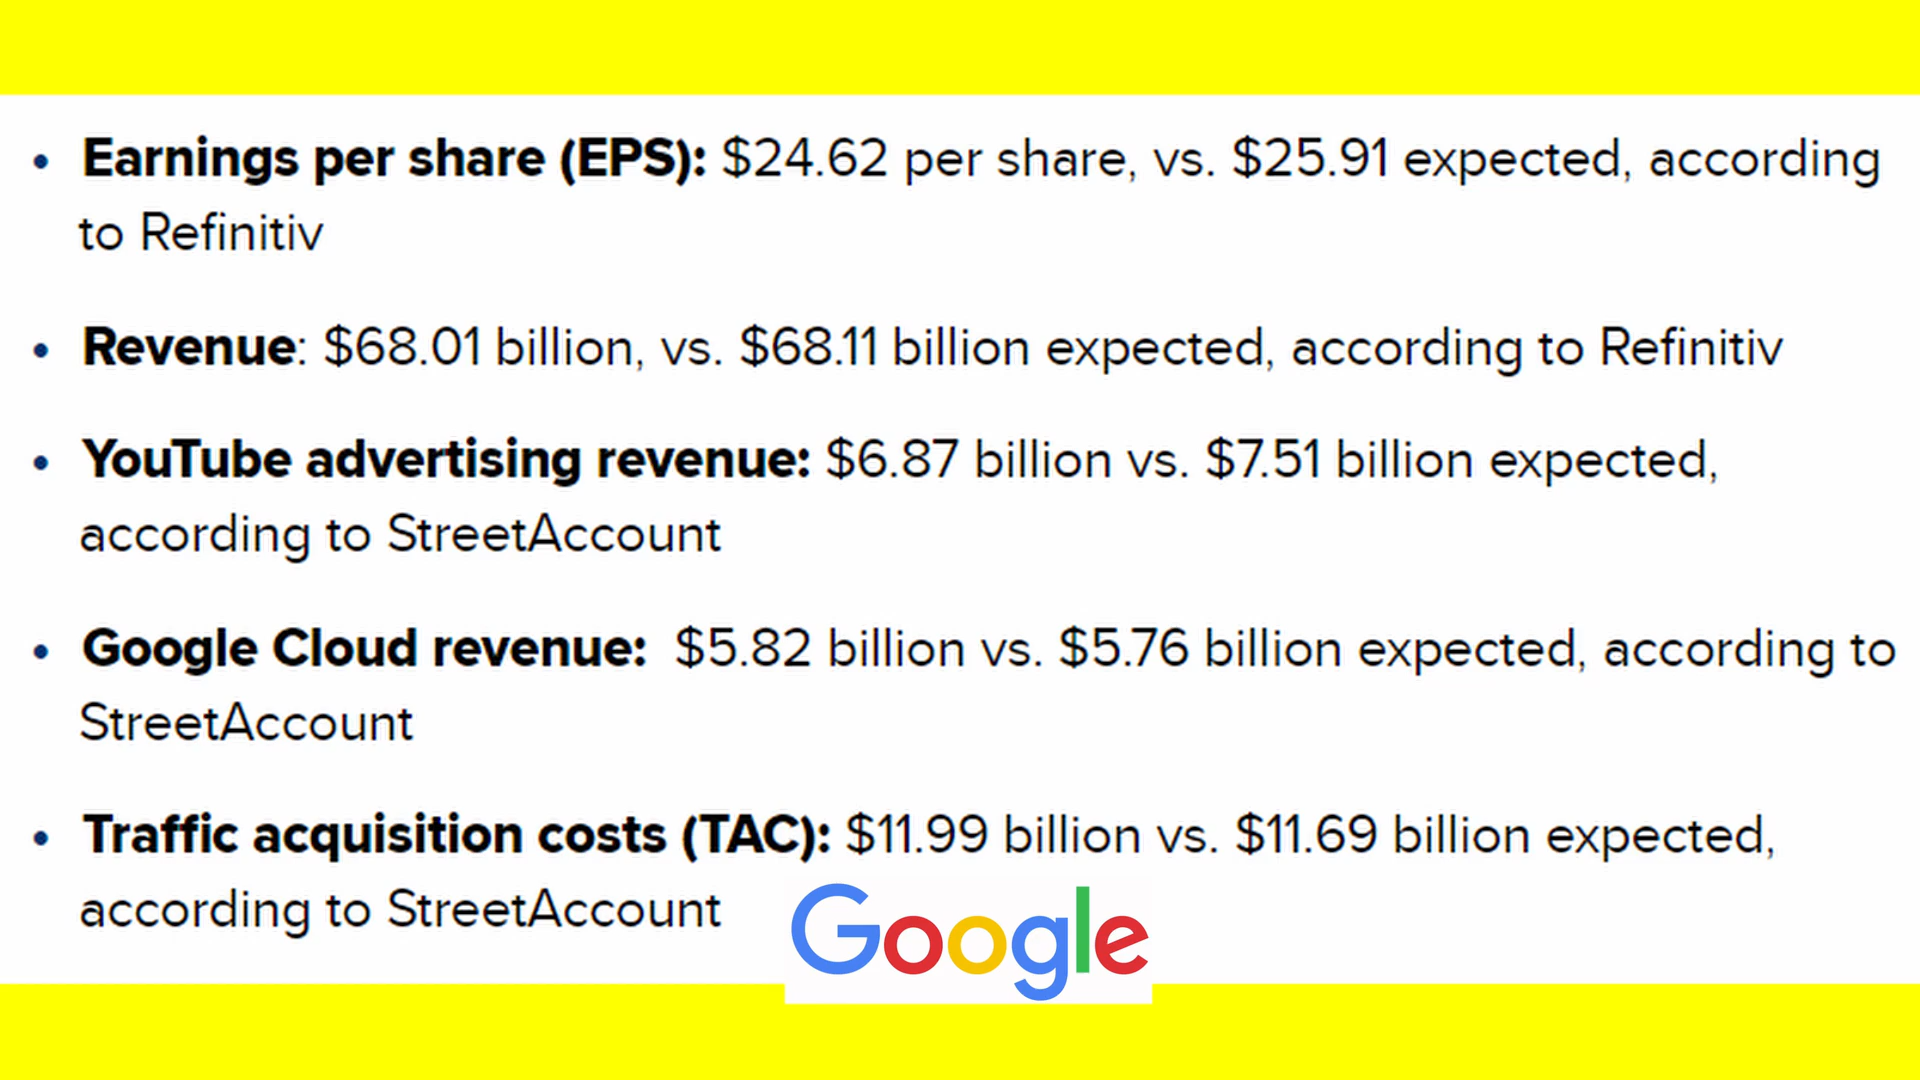 • Earnings per share (EPS): $24.62 per share, vs. $25.91 expected, according
to Refinitiv
• Revenue: $68.01 billion, vs. $68.11 billion expected, according to Refinitiv
• YouTube advertising revenue: $6.87 billion vs. $7.51 billion expected,
according to StreetAccount
• Google Cloud revenue:  $5.82 billion vs. $5.76 billion expected, according to
StreetAccount
• Traffic acquisition costs (TAC): $11.99 billion vs. $11.69 billion expected,
according to StreetAccount
Google